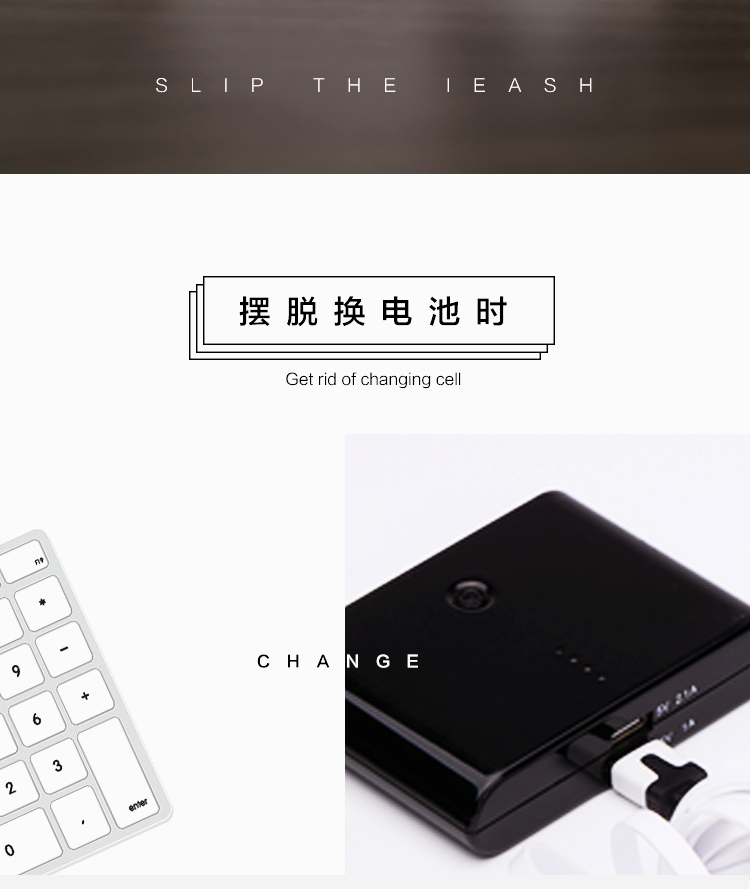 SLIP THE IEASH
摆脱换电池时
Get rid of changing cell
CHANGE
*
9
-
6
+
2
3
enter
0
5V 2.1A
1A